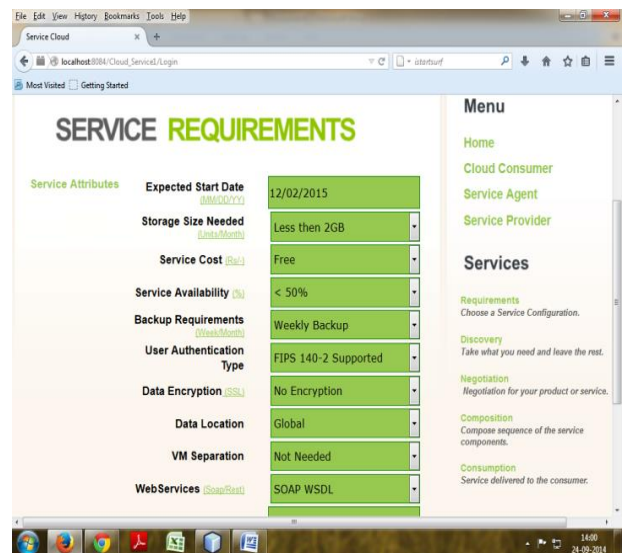 File Edit View History Bookmarks Tools Help
Service Cloud
localhost:8084/Cloud_Service1/Login
istartsurf
Most Visited Getting Started
SERVICE REQUIREMENTS
Service Attributes
Expected Start Date
(MM/DD/YY)
12/02/2015
Storage Size Needed
(Units/Month)
Less then 2GB
Service Cost (Rs/-)
Free
Service Availability (%)
< 50%
Backup Requirements
(Week/Month)
Weekly Backup
User Authentication
Type
FIPS 140-2 Supported
Data Encryption (SSL)
No Encryption
Data Location
Global
VM Separation
Not Needed
WebServices (Soap/Rest)
SOAP WSDL
Menu
Home
Cloud Consumer
Service Agent
Service Provider
Services
Requirements
Choose a Service Configuration.
Discovery
Take what you need and leave the rest.
Negotiation
Negotiation for your product or service.
Composition
Compose sequence of the service
components.
Consumption
Service delivered to the consumer.
14:00
24-09-2014